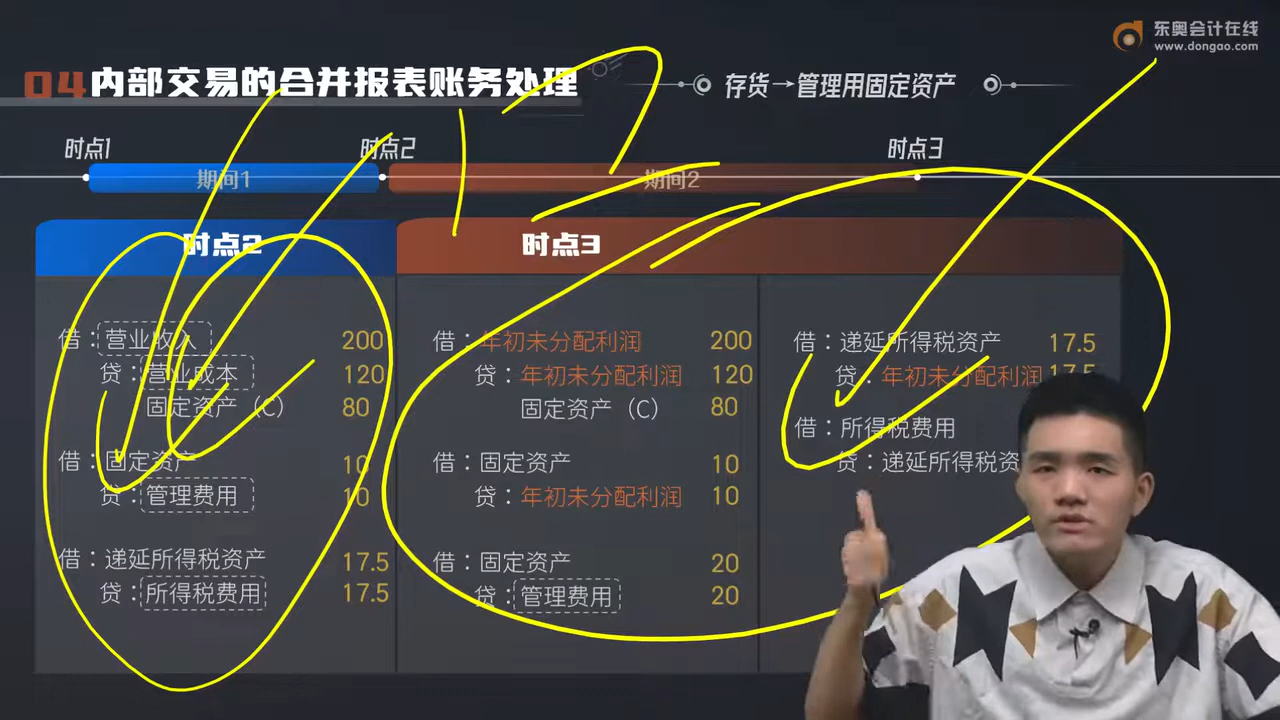 东奥会计在线
www.dongao.com
04 内部交易的合并报表账务处理
存货→管理用固定资产
时点1
时点2
时点3
期间1
期间2
时点2
借：营业收入 200
贷：营业成本 120
固定资产（C） 80
借：固定资产 10
贷：管理费用 10
借：递延所得税资产 17.5
贷：所得税费用 17.5
时点3
借：年初未分配利润 200
贷：年初未分配利润 120
固定资产（C） 80
借：固定资产 10
贷：年初未分配利润 10
借：固定资产 20
贷：管理费用 20
借：递延所得税资产 17.5
贷：年初未分配利润 17.5
借：所得税费用
贷：递延所得税资